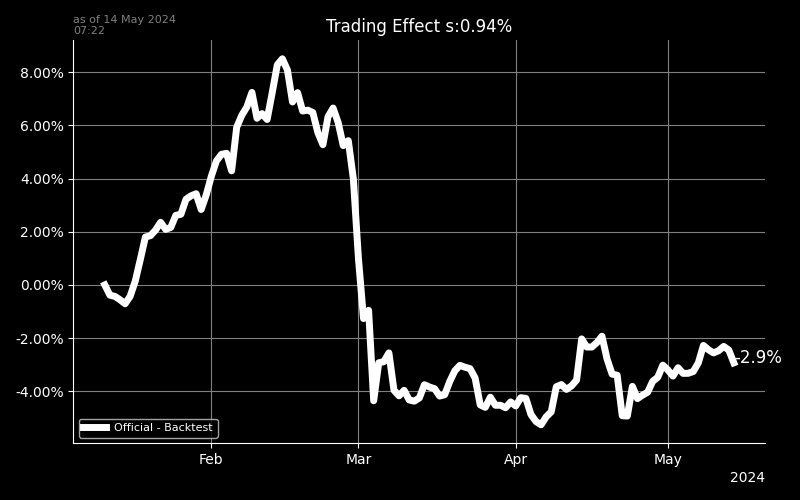 as of 14 May 2024
07:22
Trading Effect s:0.94%
8.00%
6.00%
4.00%
2.00%
0.00%
-2.00%
-4.00%
-2.9%
Official - Backtest
Feb
Mar
Apr
May
2024